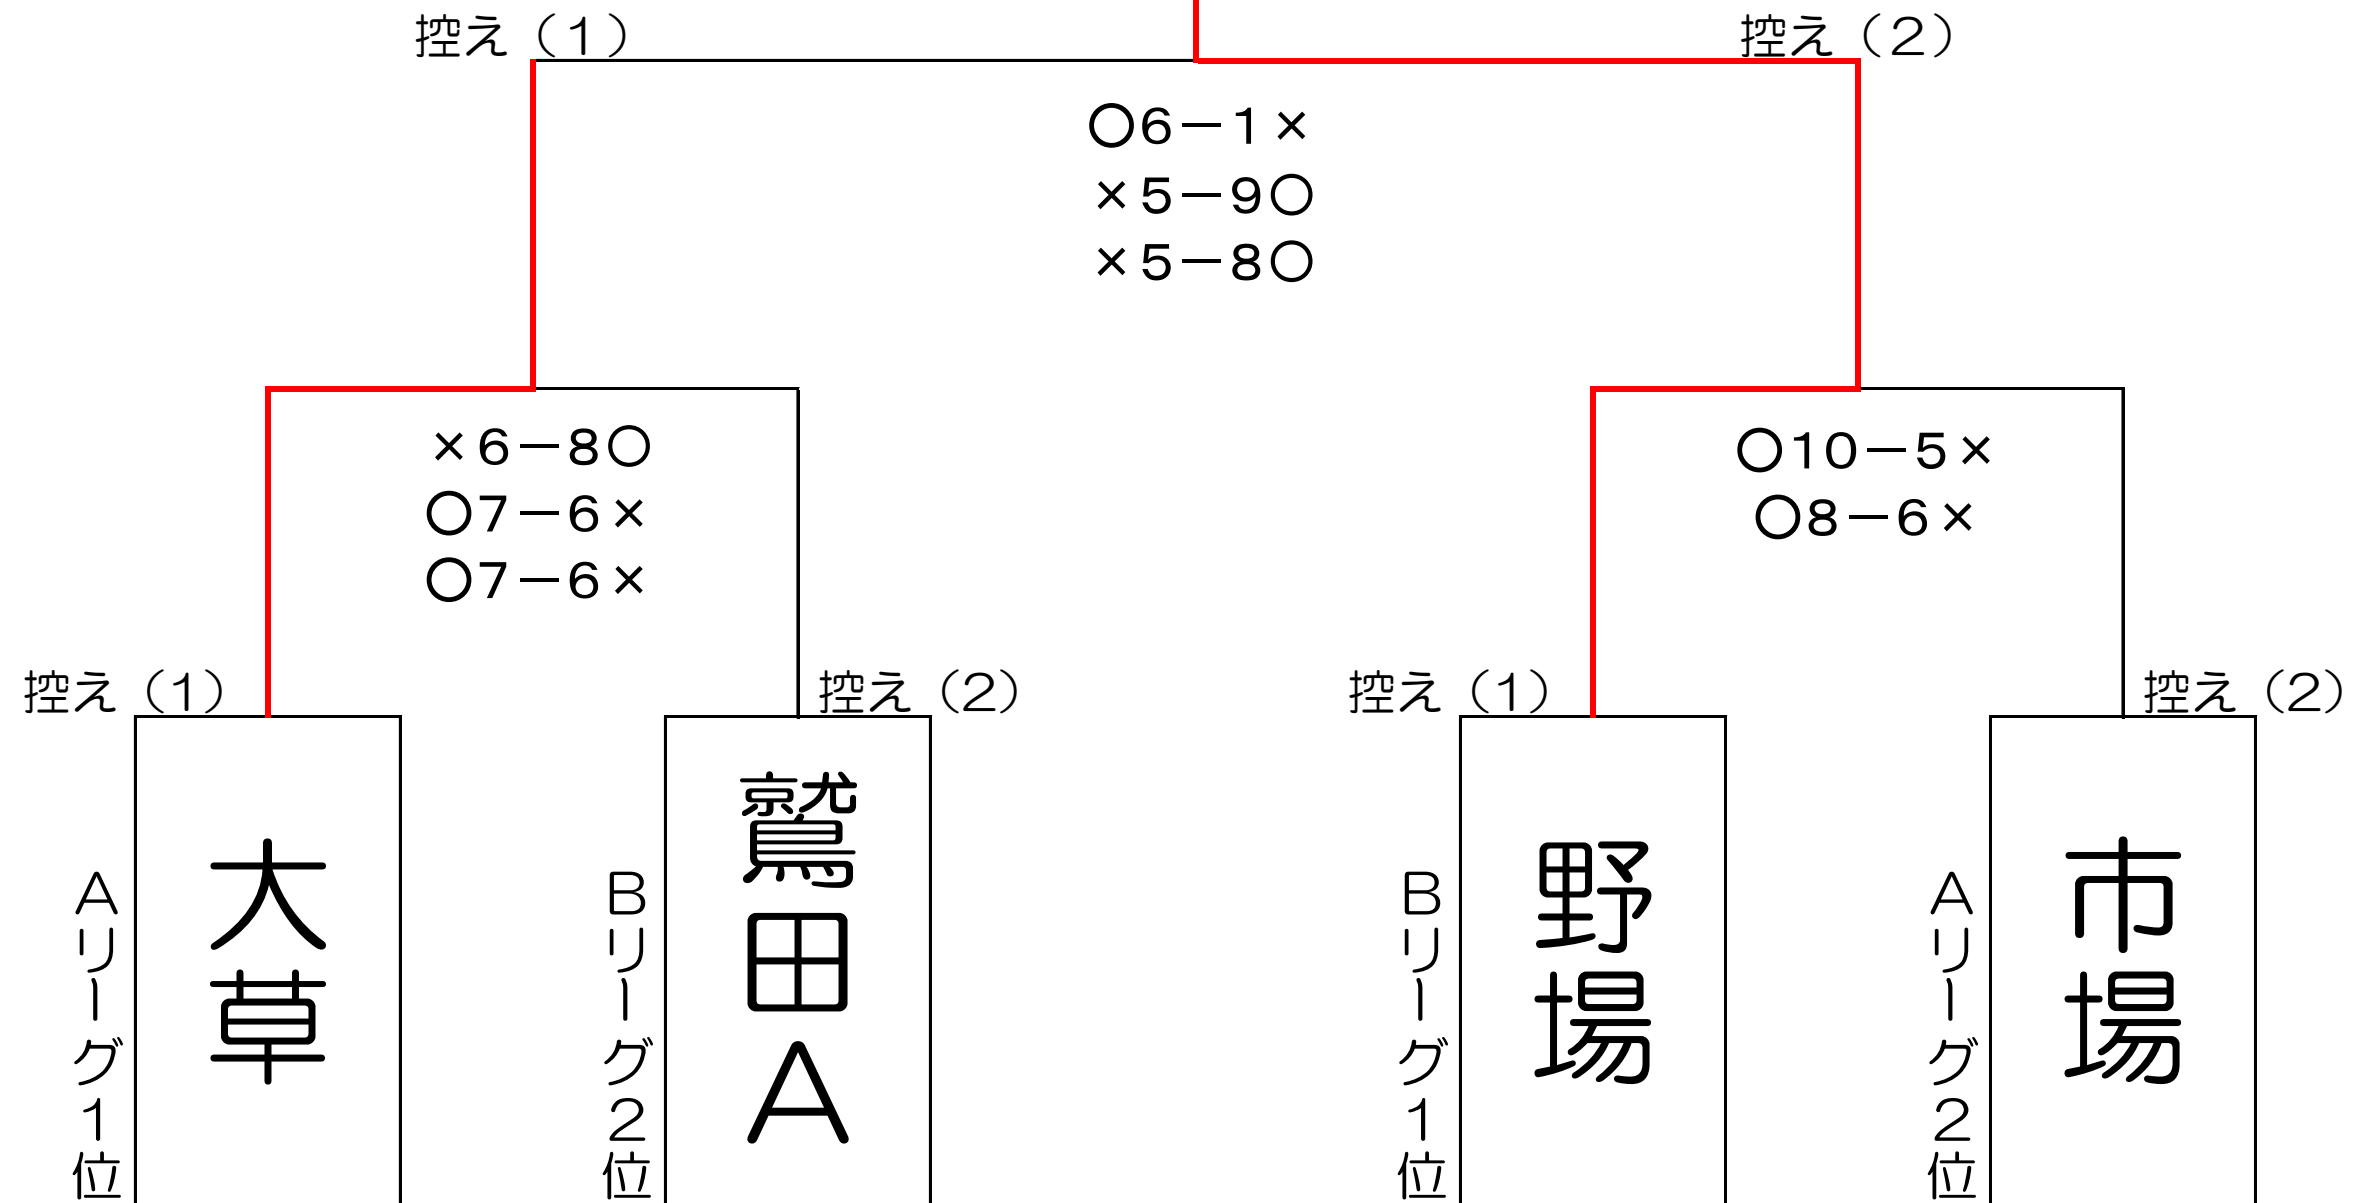 控え（１）
控え（２）
○６－１×
×５－９○
×５－８○
×６－８○
○７－６×
○７－６×
○１０－５×
○８－６×
控え（１）
控え（２）
控え（１）
控え（２）
Ａリーグ１位
大草
Ｂリーグ２位
鷲田Ａ
Ｂリーグ１位
野場
Ａリーグ２位
市場